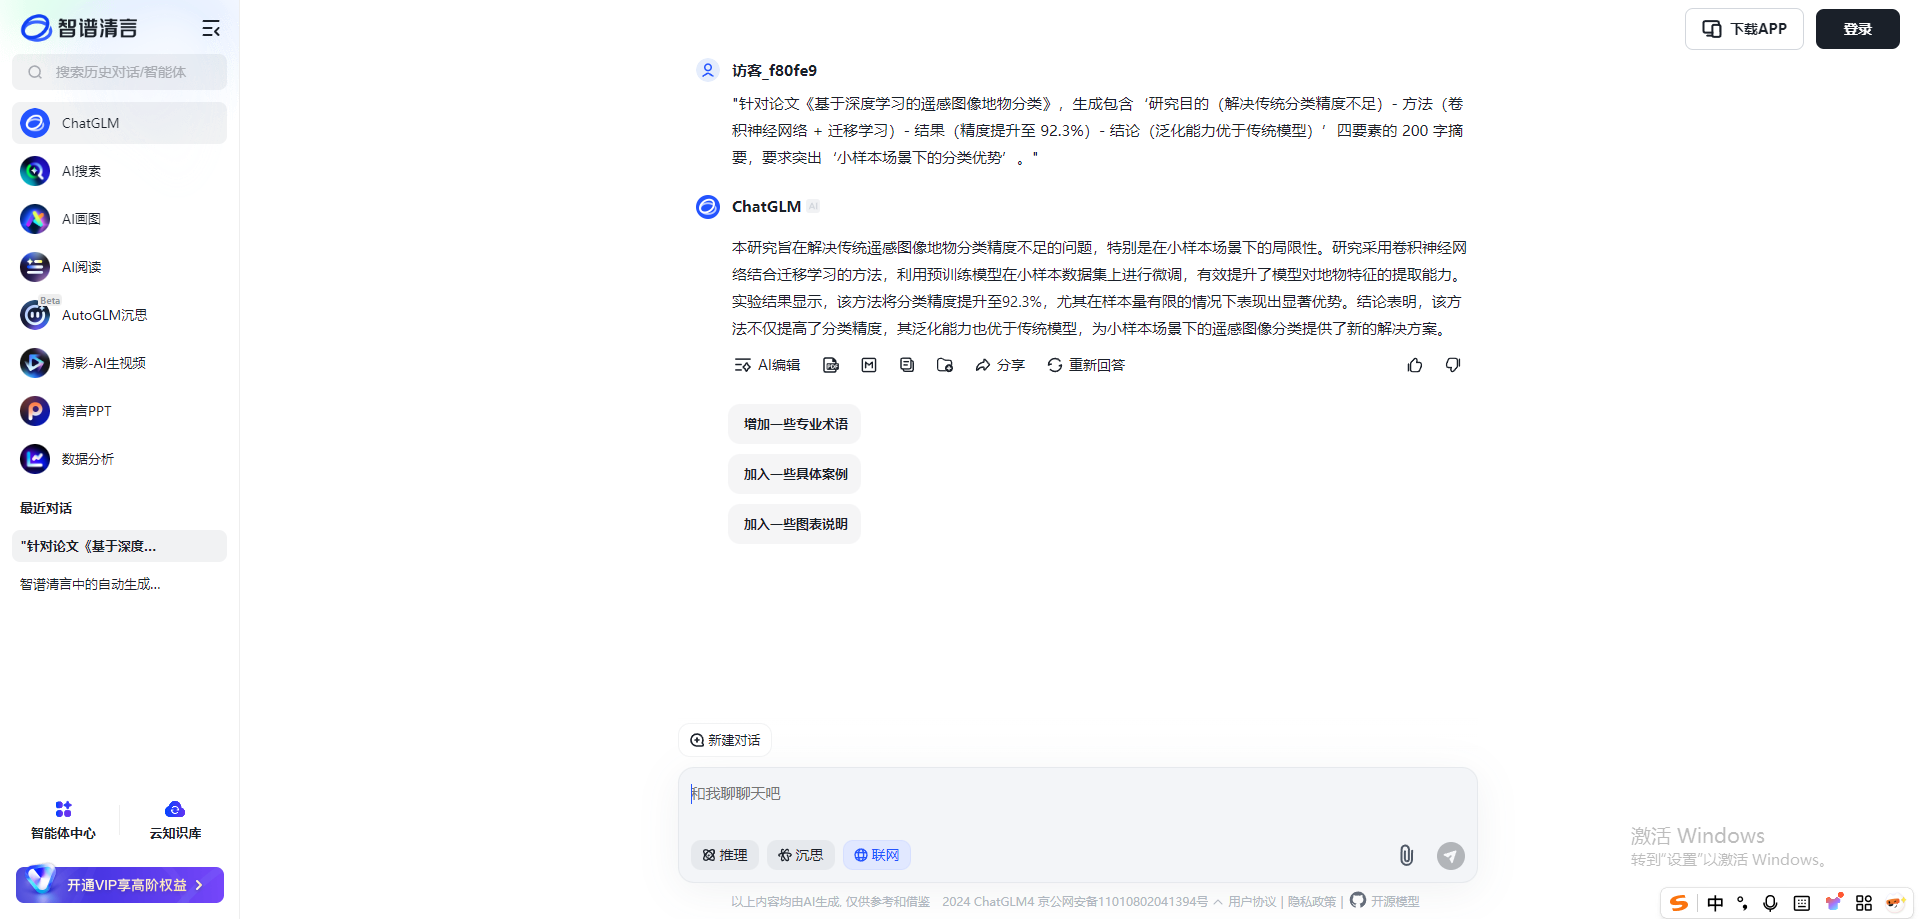 智谱清言
搜索历史对话/智能体
ChatGLM
AI搜索
AI画图
AI阅读
Beta
AutoGLM沉思
清影-AI生视频
清言PPT
数据分析
最近对话
"针对论文《基于深度...
智谱清言中的自动生成...
智能体中心
云知识库
开通VIP享高阶权益
下载APP
登录
访客_f80fe9
"针对论文《基于深度学习的遥感图像地物分类》，生成包含‘研究目的（解决传统分类精度不足）- 方法（卷
积神经网络 + 迁移学习）- 结果（精度提升至 92.3%）- 结论（泛化能力优于传统模型）’四要素的 200 字摘
要，要求突出‘小样本场景下的分类优势’。"
ChatGLM AI
本研究旨在解决传统遥感图像地物分类精度不足的问题，特别是在小样本场景下的局限性。研究采用卷积神经网
络结合迁移学习的方法，利用预训练模型在小样本数据集上进行微调，有效提升了模型对地物特征的提取能力。
实验结果显示，该方法将分类精度提升至92.3%，尤其在样本量有限的情况下表现出显著优势。结论表明，该方
法不仅提高了分类精度，其泛化能力也优于传统模型，为小样本场景下的遥感图像分类提供了新的解决方案。
AI编辑 分享 重新回答
增加一些专业术语
加入一些具体案例
加入一些图表说明
新建对话
和我聊聊天吧
推理 沉思 联网
以上内容均由AI生成, 仅供参考和借鉴 2024 ChatGLM4 京公网安备11010802041394号 用户协议 | 隐私政策 | 开源模型
激活 Windows
转到"设置"以激活 Windows。
中